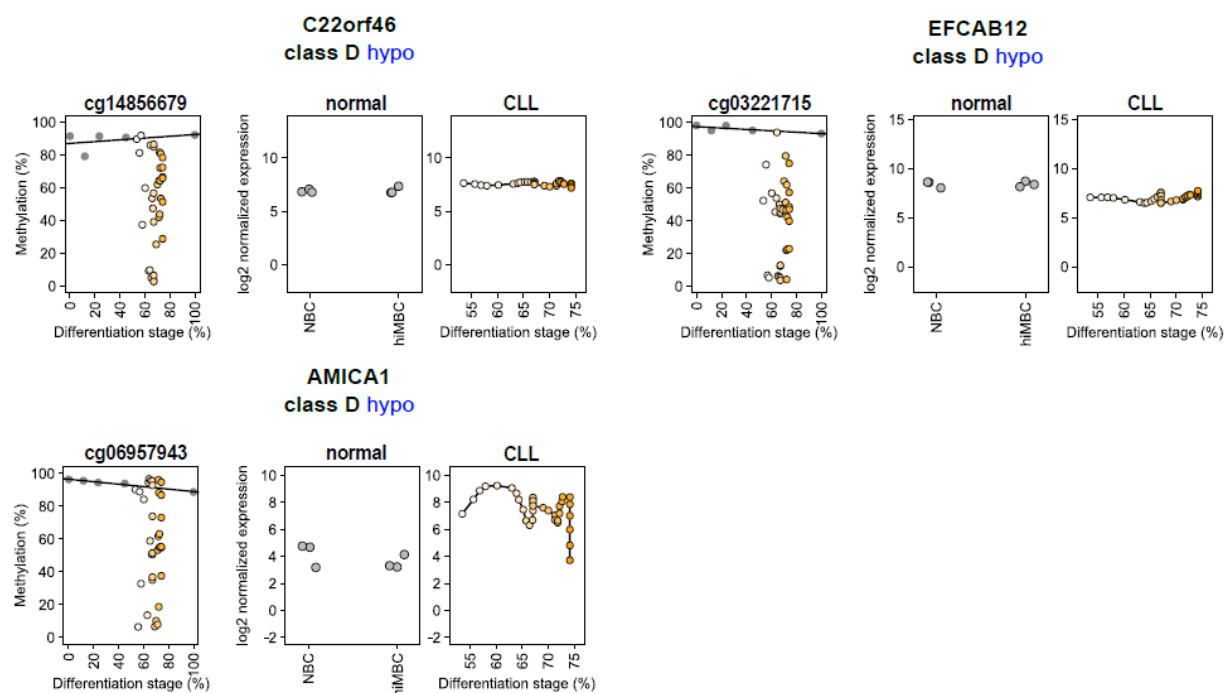 C22orf46
class D hypo
cg14856679
normal
CLL
Methylation (%)
100
80
60
40
20
0
0 20 40 60 80 100
Differentiation stage (%)
log2 normalized expression
10
5
0
NBC
hiMBC
55 60 65 70 75
Differentiation stage (%)
EFCAB12
class D hypo
cg03221715
normal
CLL
Methylation (%)
100
80
60
40
20
0
0 20 40 60 80 100
Differentiation stage (%)
log2 normalized expression
15
10
5
0
NBC
hiMBC
15
10
5
0
55 60 65 70 75
Differentiation stage (%)
AMICA1
class D hypo
cg06957943
normal
CLL
Methylation (%)
100
80
60
40
20
0
0 20 40 60 80 100
Differentiation stage (%)
log2 normalized expression
10
8
6
4
2
0
-2
NBC
hiMBC
10
8
6
4
2
0
-2
55 60 65 70 75
Differentiation stage (%)